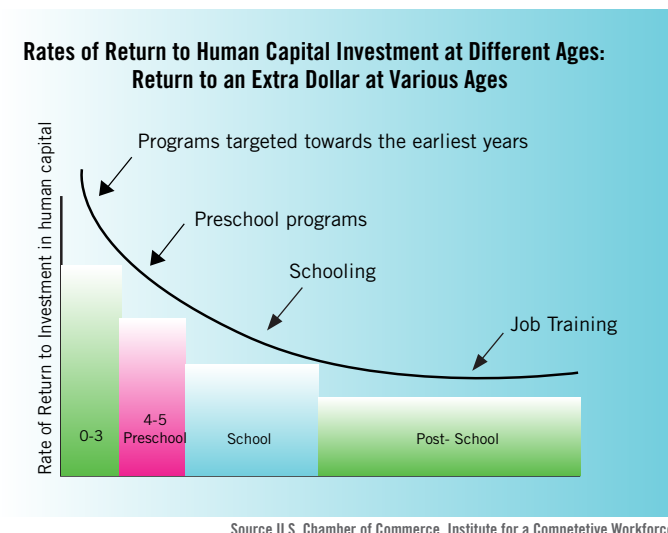 Rates of Return to Human Capital Investment at Different Ages:
Return to an Extra Dollar at Various Ages
Rate of Return to Investment in human capital
Programs targeted towards the earliest years
Preschool programs
Schooling
Job Training
0-3
4-5
Preschool
School
Post- School
Source U.S. Chamber of Commerce, Institute for a Competetive Workforce